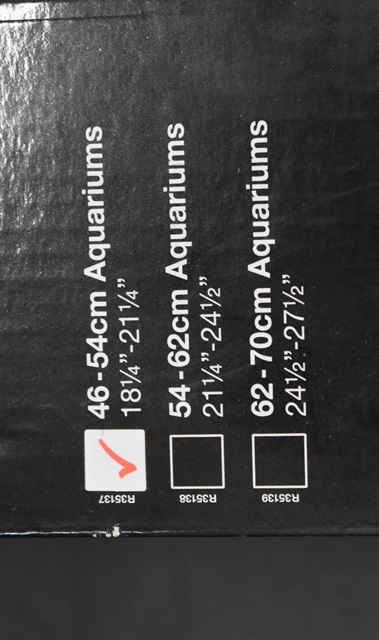 46-54cm Aquariums
18¼”-21¼”
R35137
54-62cm Aquariums
21¼”-24½”
R35138
62-70cm Aquariums
24½”-27½”
R35139